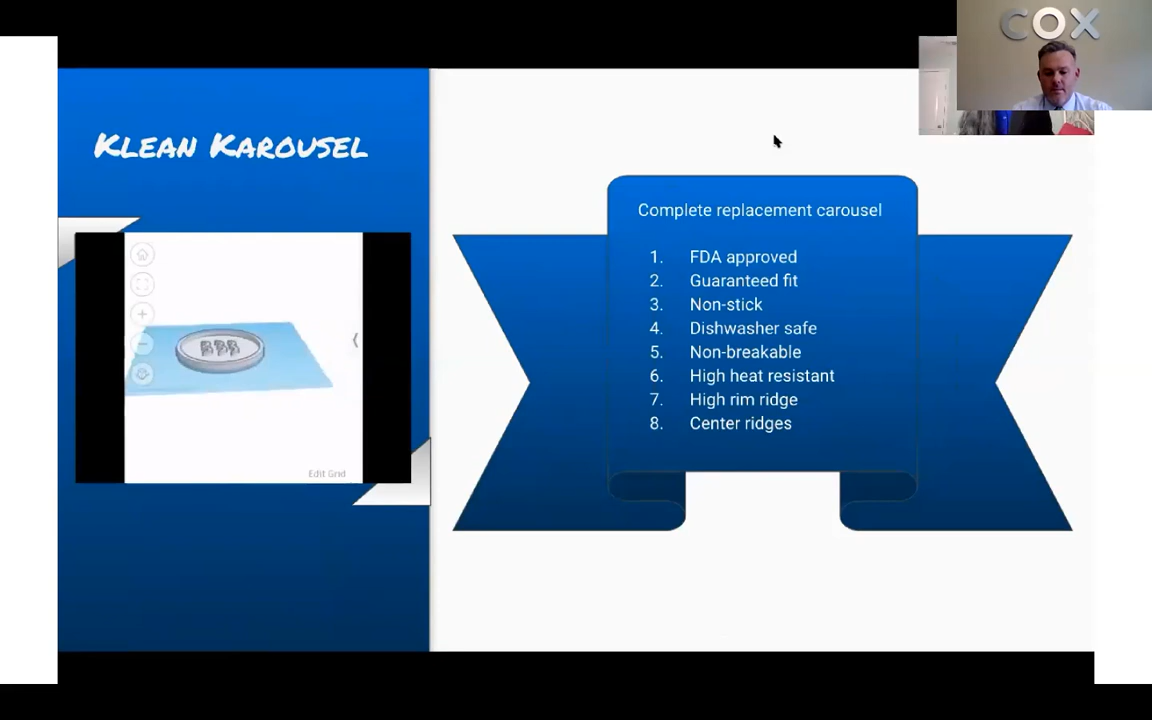 COX
KLEAN KAROUSEL
Complete replacement carousel
1. FDA approved
2. Guaranteed fit
3. Non-stick
4. Dishwasher safe
5. Non-breakable
6. High heat resistant
7. High rim ridge
8. Center ridges
Edit Grid